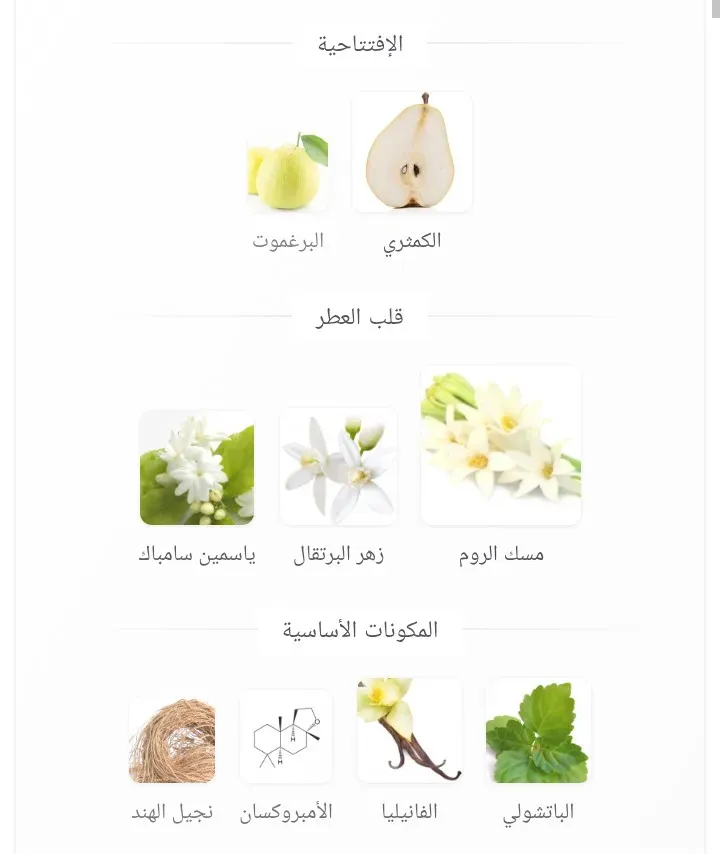 الإفتتاحية
الكمثري البرغموت
قلب العطر
مسك الروم زهر البرتقال ياسمين سامباك
المكونات الأساسية
الباتشولي الفانيليا الأمبروكسان نجيل الهند
O
H
H